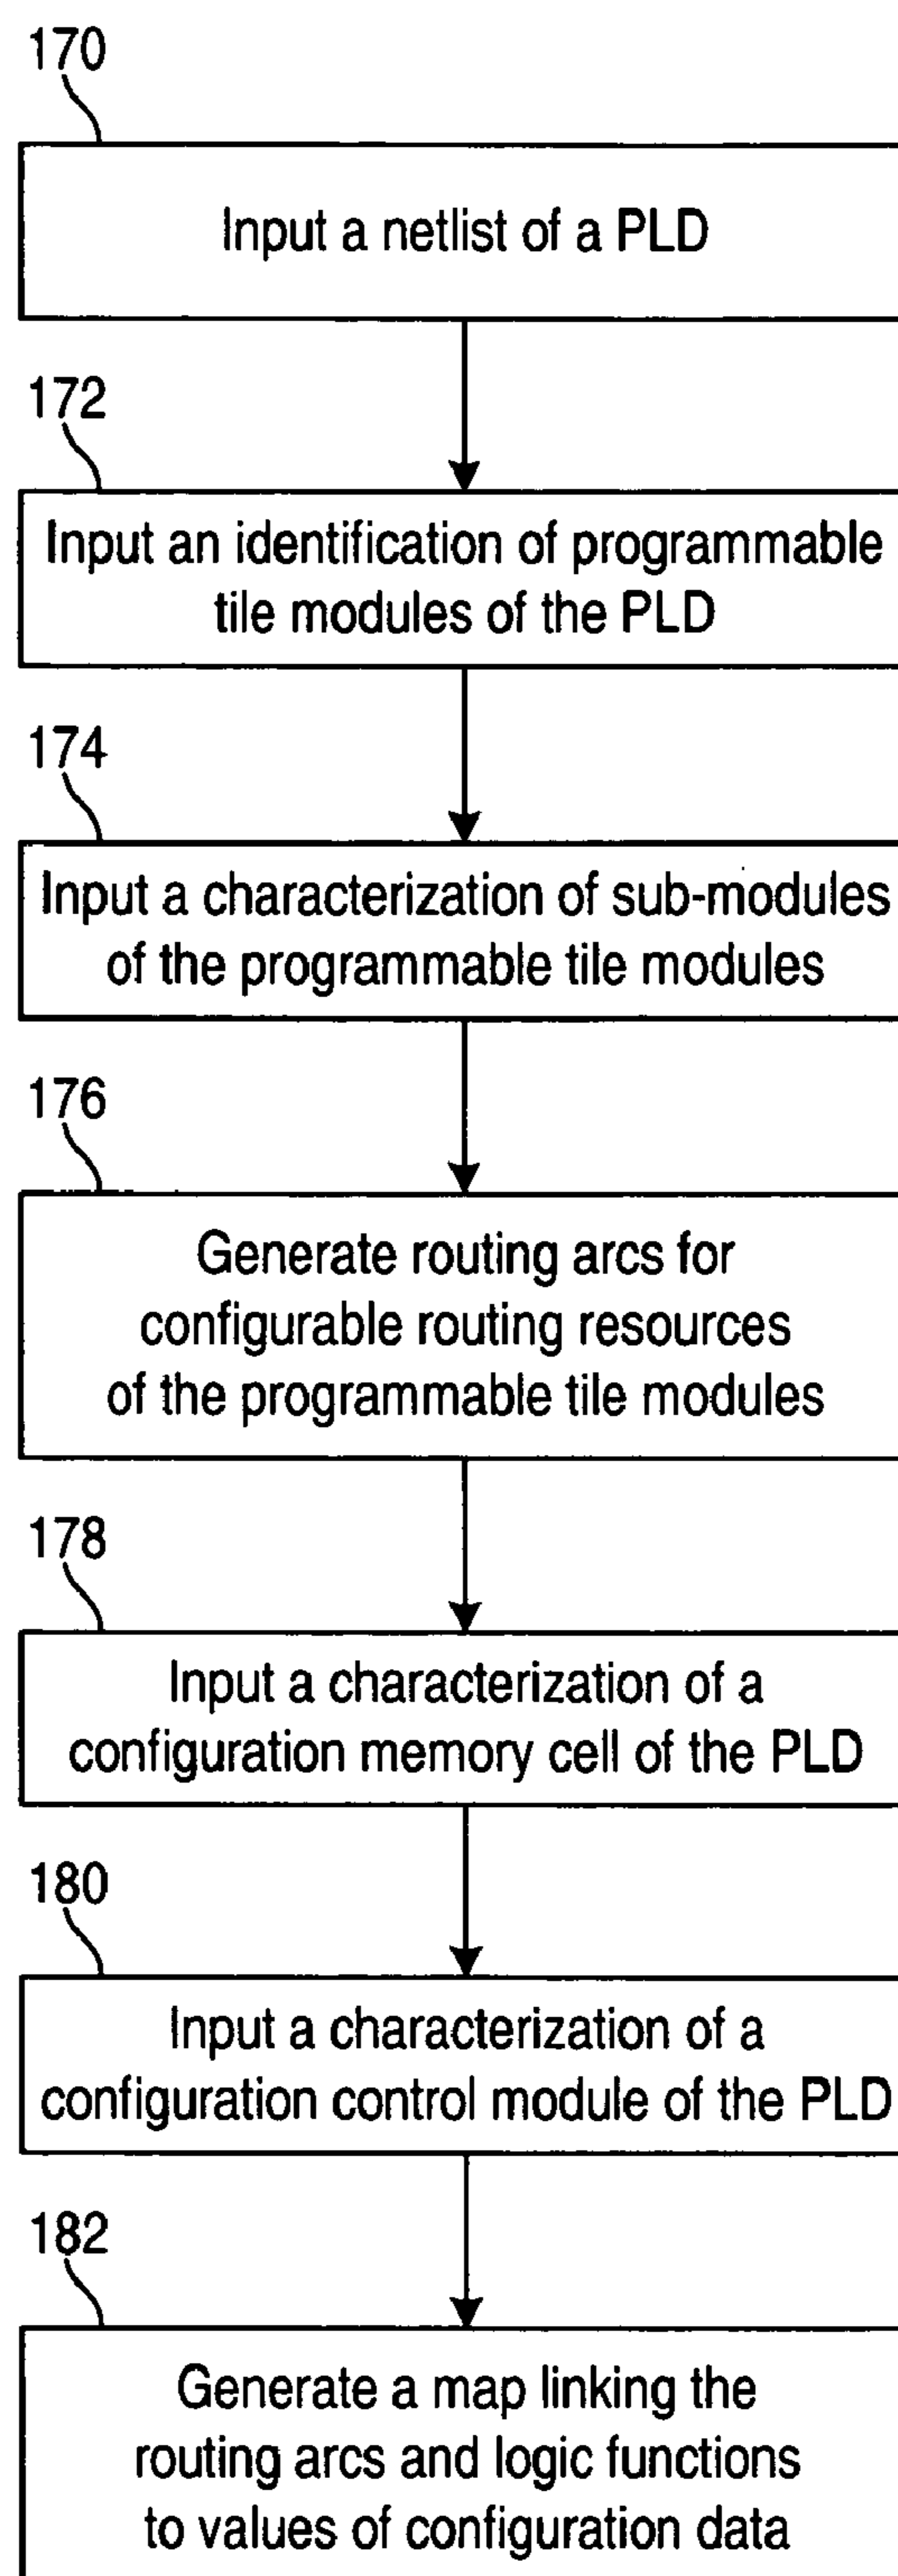 170
Input a netlist of a PLD
172
Input an identification of programmable
tile modules of the PLD
174
Input a characterization of sub-modules
of the programmable tile modules
176
Generate routing arcs for
configurable routing resources
of the programmable tile modules
178
Input a characterization of a
configuration memory cell of the PLD
180
Input a characterization of a
configuration control module of the PLD
182
Generate a map linking the
routing arcs and logic functions
to values of configuration data